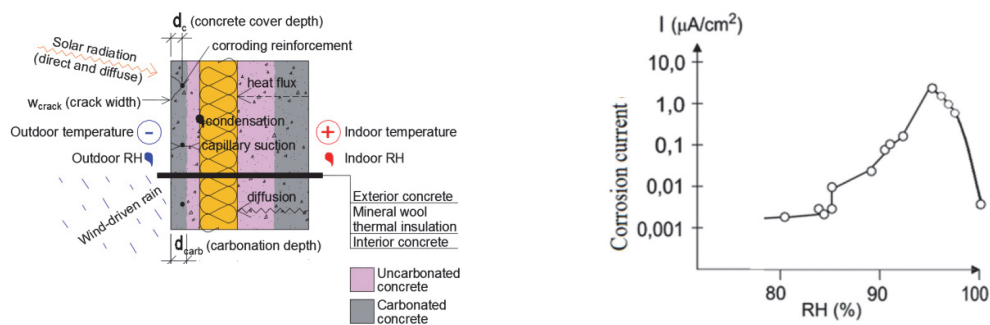 d_c (concrete cover depth)
Solar radiation
(direct and diffuse)
corroding reinforcement
heat flux
w_crack (crack width)
condensation
Outdoor temperature
-
+
Indoor temperature
capillary suction
Outdoor RH
Indoor RH
Wind-driven rain
diffusion
Exterior concrete
Mineral wool
thermal insulation
Interior concrete
d_carb (carbonation depth)
Uncarbonated
concrete
Carbonated
concrete
I (µA/cm²)
Corrosion current
10,0
1,0
0,1
0,01
0,001
80
90
100
RH (%)